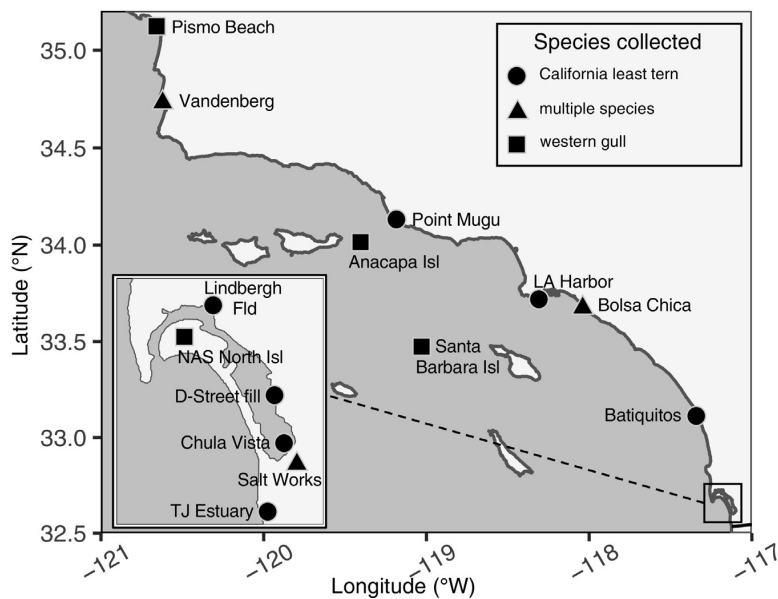 35.0
34.5
34.0
33.5
33.0
32.5
Latitude (°N)
−121
−120
−119
−118
−117
Longitude (°W)
Species collected
California least tern
multiple species
western gull
Pismo Beach
Vandenberg
Point Mugu
Anacapa Isl
LA Harbor
Bolsa Chica
Santa
Barbara Isl
Batiquitos
Lindbergh
Fld
NAS North Isl
D-Street fill
Chula Vista
Salt Works
TJ Estuary